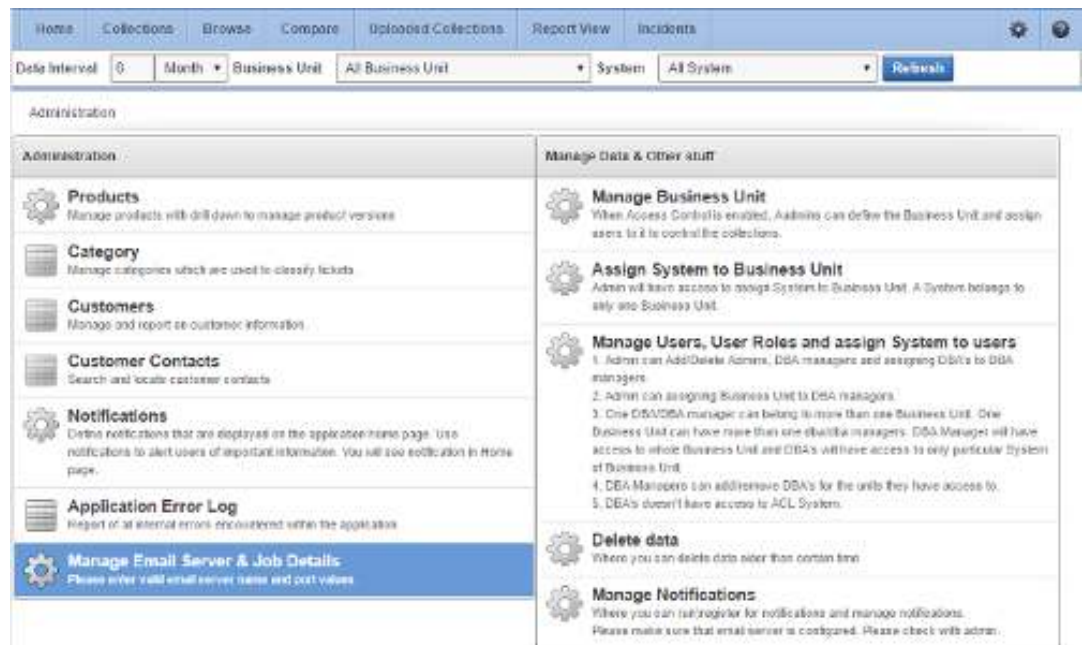 Home Collections Browse Compare Uploaded Collections Report View Incidents
Date Interval 6 Month Business Unit All Business Unit System All System Refresh
Administration
Administration
Products
Manage products with drill down to manage product versions
Category
Manage categories which are used to classify tickets
Customers
Manage and report on customer information.
Customer Contacts
Search and locate customer contacts
Notifications
Define notifications that are displayed on the application home page. Use
notifications to alert users of important information. You will see notification in Home
page.
Application Error Log
Report of all internal errors encountered within the application
Manage Email Server & Job Details
Please enter valid email server name and port values
Manage Data & Other stuff
Manage Business Unit
When Access Control is enabled, Aadmins can define the Business Unit and assign
users to it to control the collections.
Assign System to Business Unit
Admin will have access to assign System to Business Unit. A System belongs to
only one Business Unit.
Manage Users, User Roles and assign System to users
1. Admin can Add/Delete Admins, DBA managers and assigning DBA's to DBA
managers.
2. Admin can assigning Business Unit to DBA managers.
3. One DBA/DBA manager can belong to more than one Business Unit. One
Business Unit can have more than one dba/dba managers. DBA Manager will have
access to whole Business Unit and DBA's will have access to only particular System
of Business Unit.
4. DBA Managers can add/remove DBA's for the units they have access to.
5. DBA's doesn't have access to ACL System.
Delete data
Where you can delete data older than certain time
Manage Notifications
Where you can run/register for notifications and manage notifications.
Please make sure that email server is configured. Please check with admin.